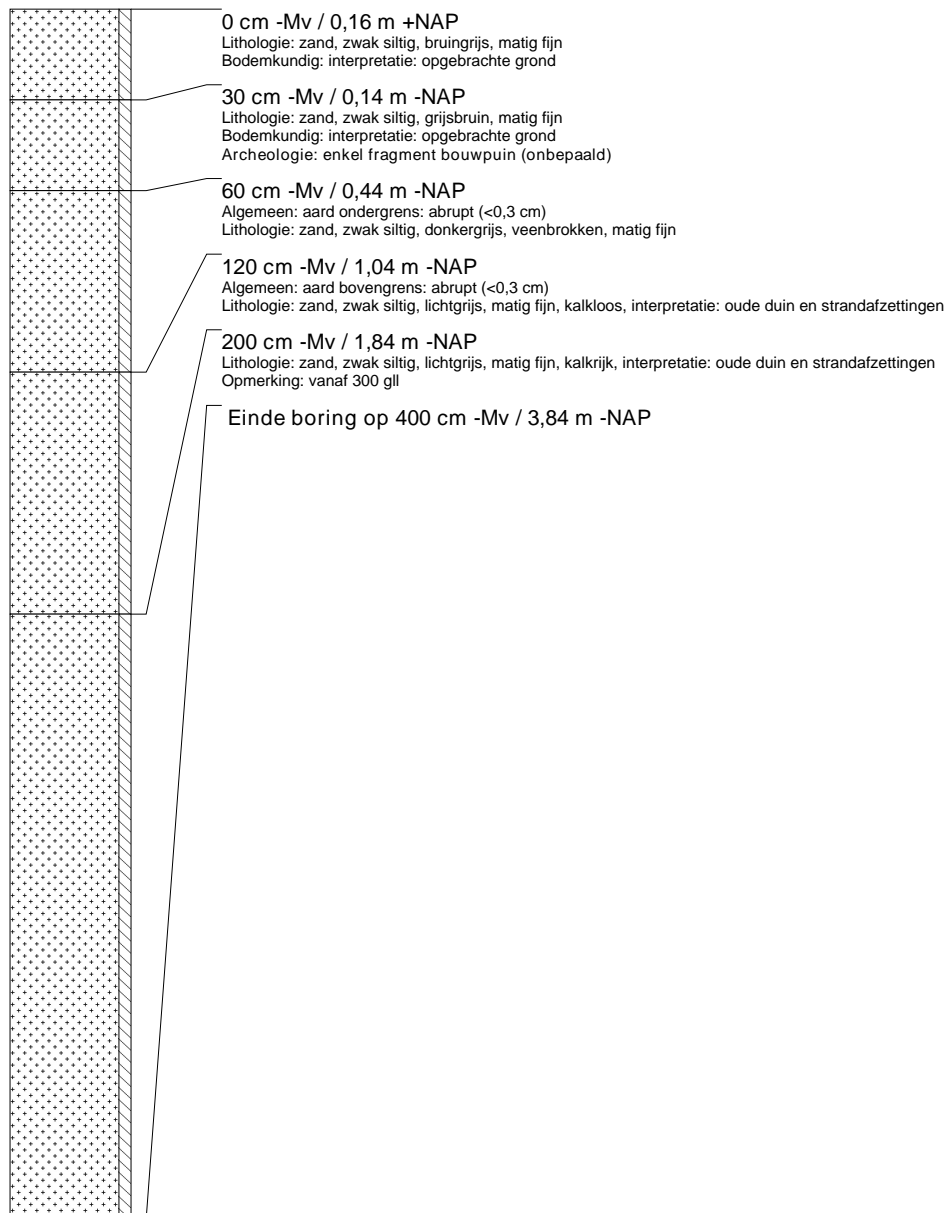 0 cm -Mv / 0,16 m +NAP
Lithologie: zand, zwak siltig, bruingrijs, matig fijn
Bodemkundig: interpretatie: opgebrachte grond
30 cm -Mv / 0,14 m -NAP
Lithologie: zand, zwak siltig, grijsbruin, matig fijn
Bodemkundig: interpretatie: opgebrachte grond
Archeologie: enkel fragment bouwpuin (onbepaald)
60 cm -Mv / 0,44 m -NAP
Algemeen: aard ondergrens: abrupt (<0,3 cm)
Lithologie: zand, zwak siltig, donkergrijs, veenbrokken, matig fijn
120 cm -Mv / 1,04 m -NAP
Algemeen: aard bovengrens: abrupt (<0,3 cm)
Lithologie: zand, zwak siltig, lichtgrijs, matig fijn, kalkloos, interpretatie: oude duin en strandafzettingen
200 cm -Mv / 1,84 m -NAP
Lithologie: zand, zwak siltig, lichtgrijs, matig fijn, kalkrijk, interpretatie: oude duin en strandafzettingen
Opmerking: vanaf 300 gll
Einde boring op 400 cm -Mv / 3,84 m -NAP